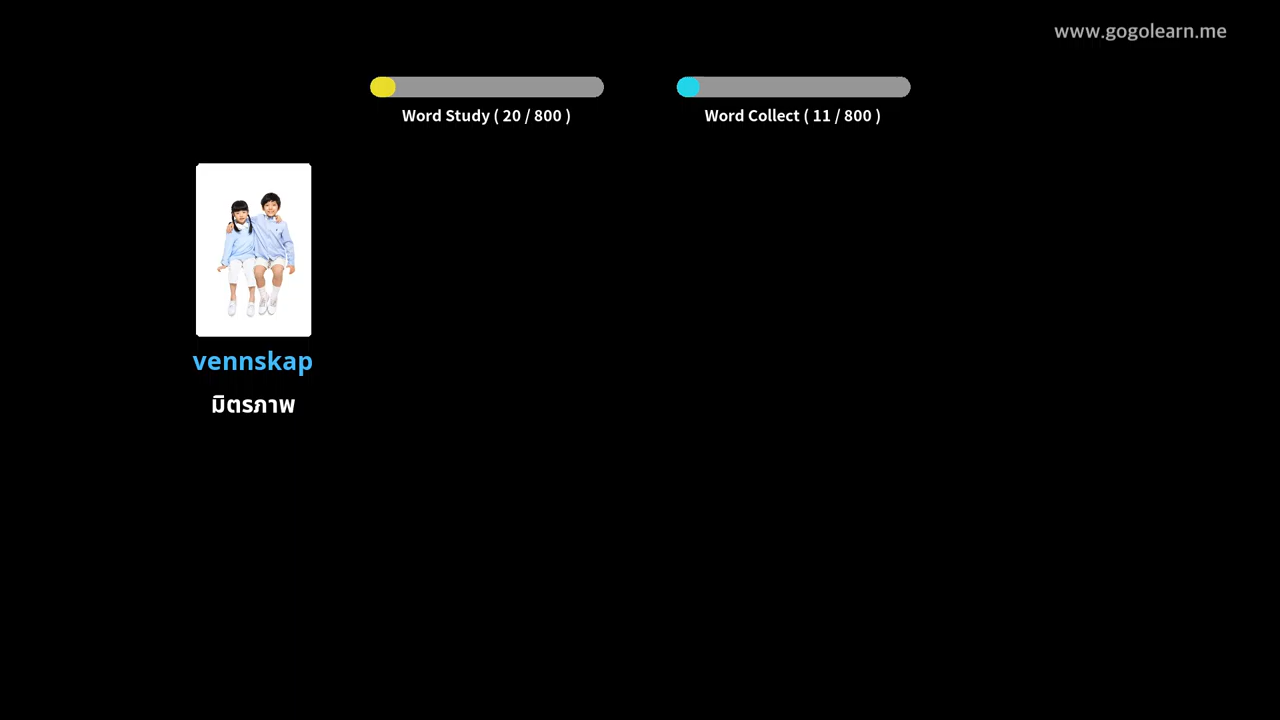 www.gogolearn.me
Word Study ( 20 / 800 )
Word Collect ( 11 / 800 )
vennskap
มิตรภาพ